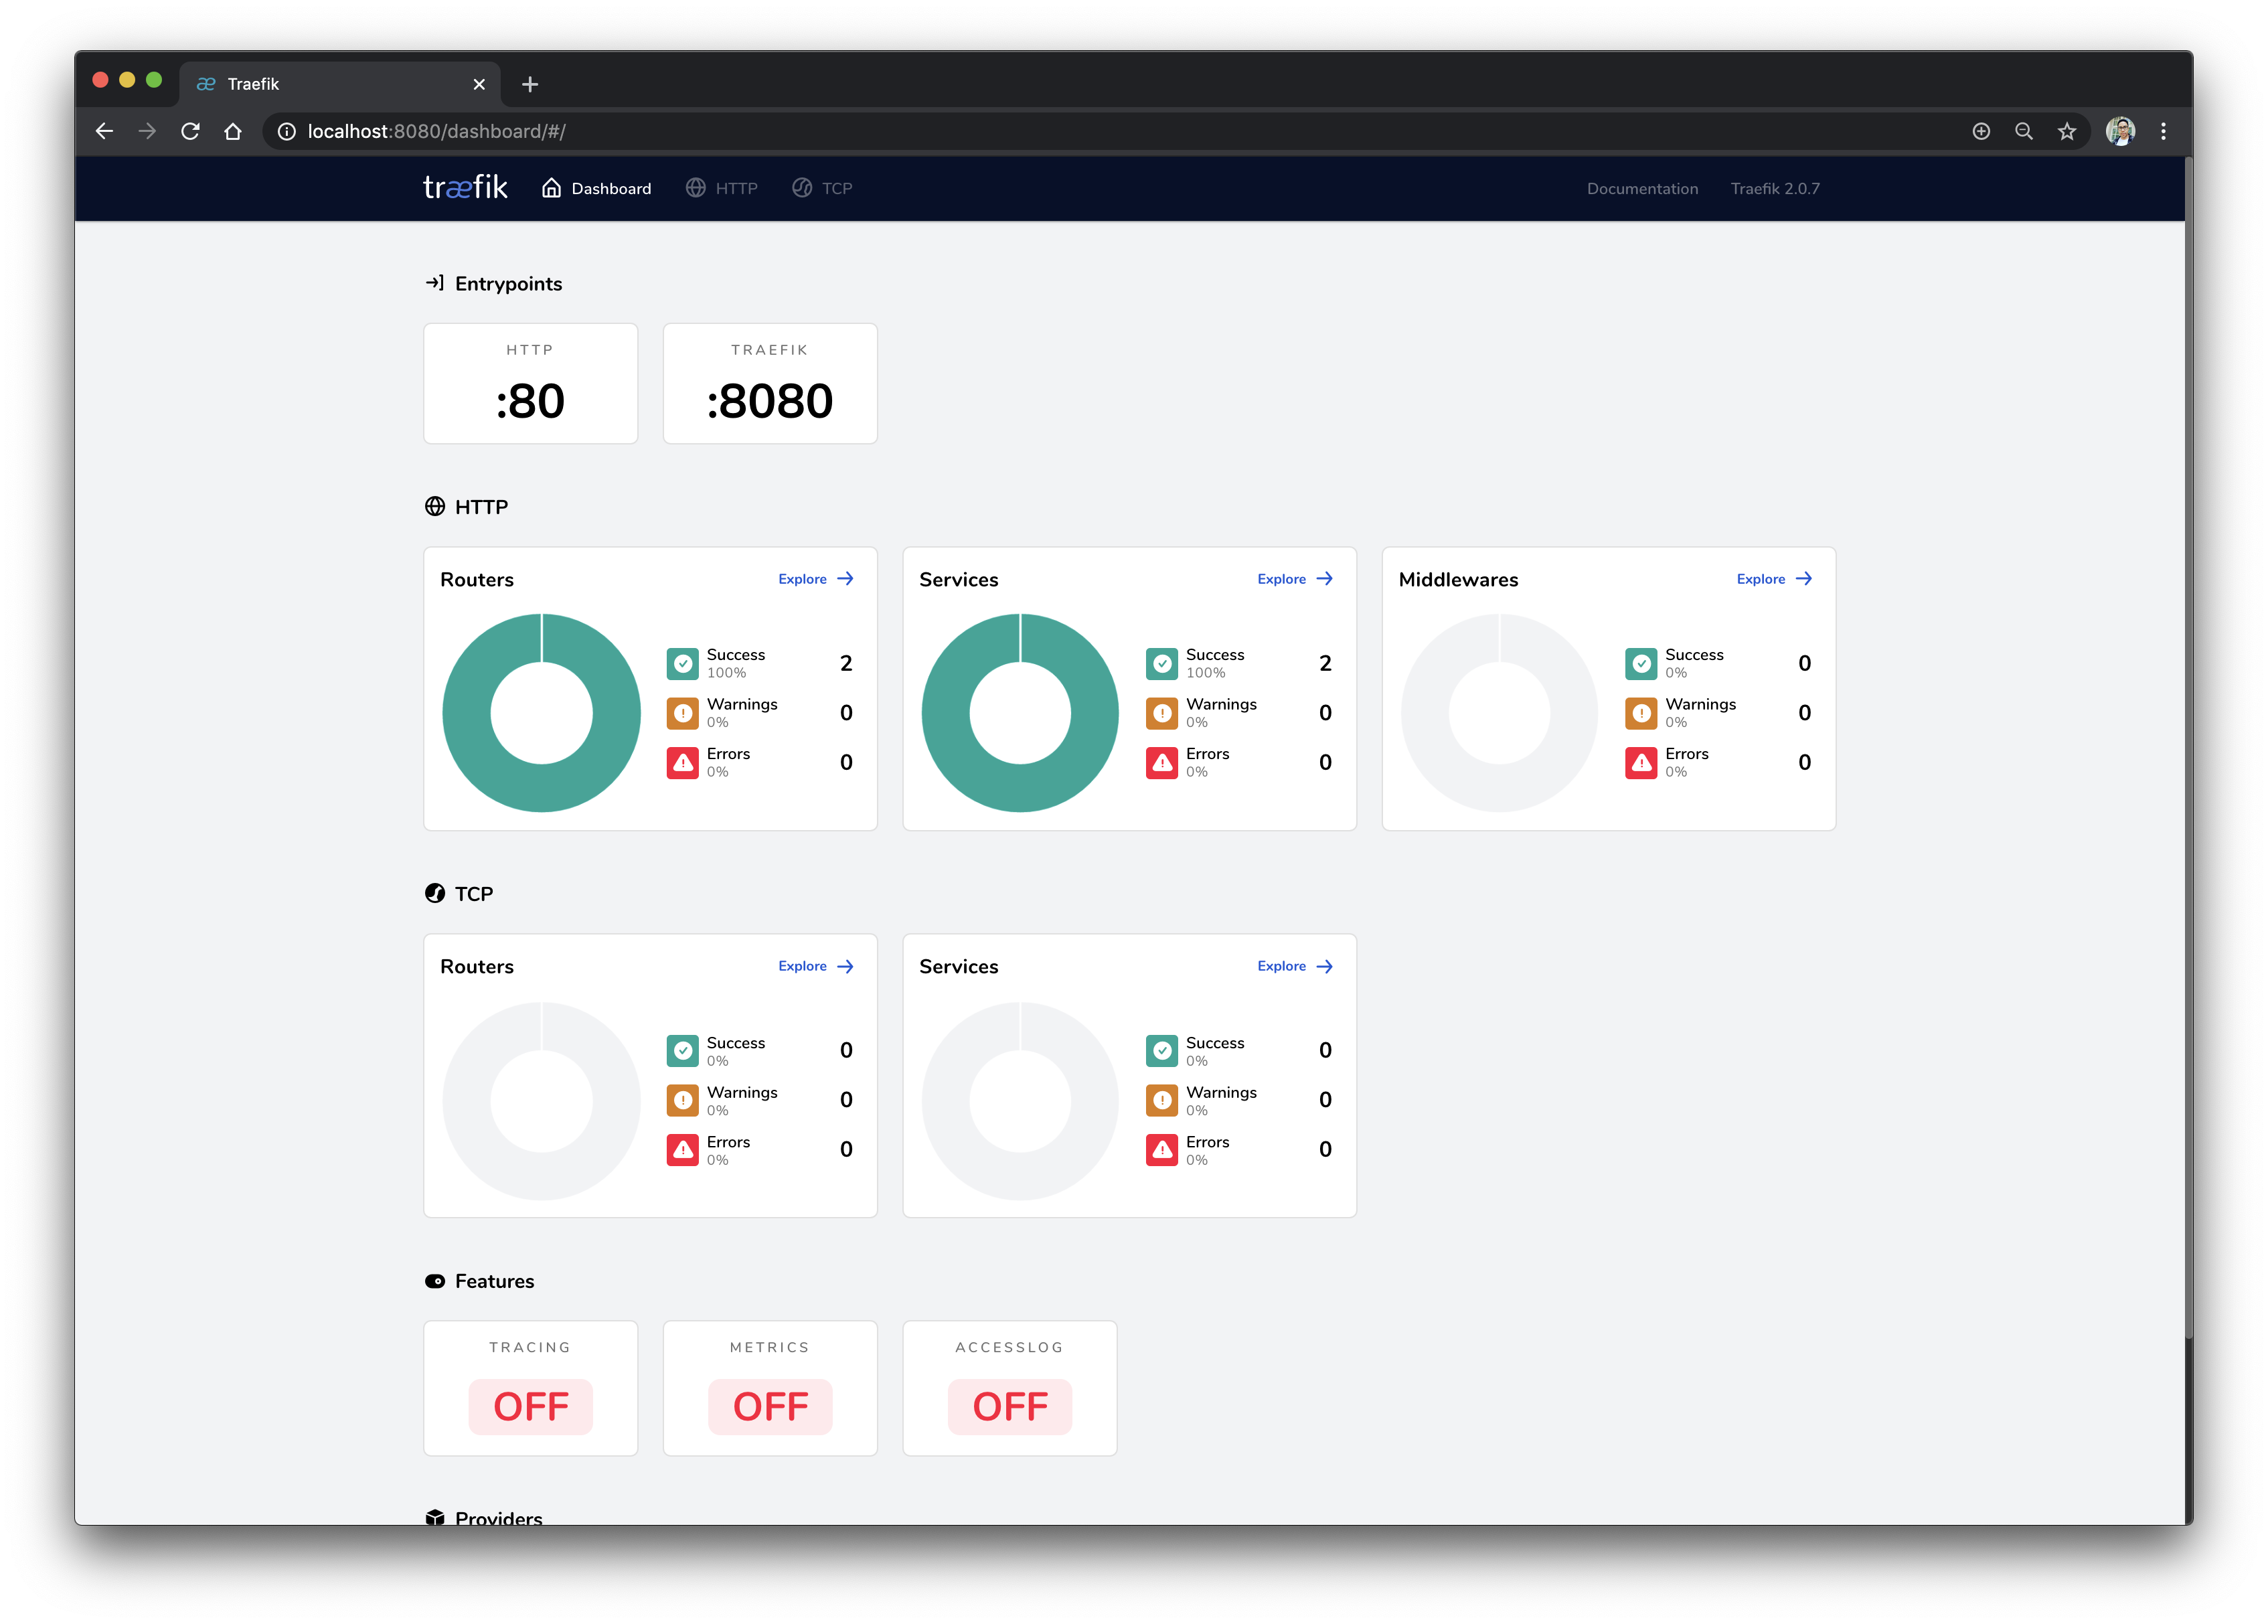 Traefik
localhost:8080/dashboard/#/
træfik Dashboard HTTP TCP Documentation Traefik 2.0.7
Entrypoints
HTTP TRAEFIK
:80 :8080
HTTP
Routers Explore
Success 2
100%
Warnings 0
0%
Errors 0
0%
Services Explore
Success 2
100%
Warnings 0
0%
Errors 0
0%
Middlewares Explore
Success 0
0%
Warnings 0
0%
Errors 0
0%
TCP
Routers Explore
Success 0
0%
Warnings 0
0%
Errors 0
0%
Services Explore
Success 0
0%
Warnings 0
0%
Errors 0
0%
Features
TRACING METRICS ACCESSLOG
OFF OFF OFF
Providers